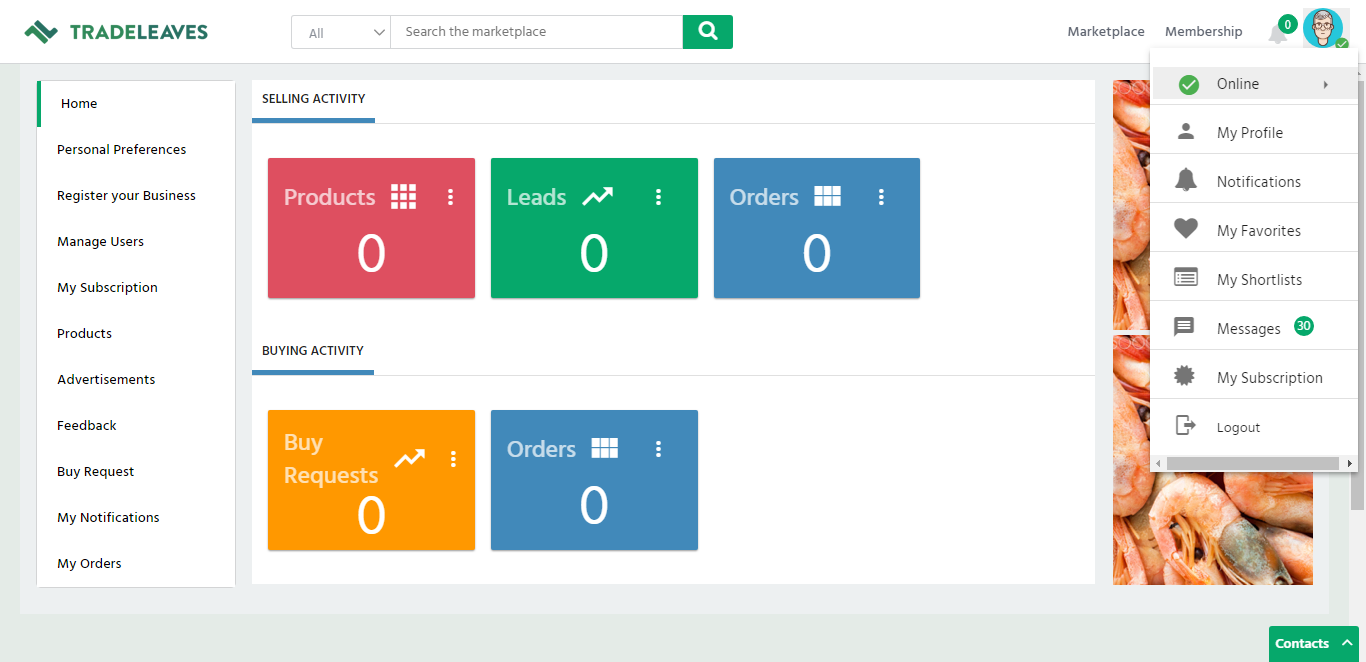 TRADELEAVES
All
Search the marketplace
Marketplace
Membership
0
Home
Personal Preferences
Register your Business
Manage Users
My Subscription
Products
Advertisements
Feedback
Buy Request
My Notifications
My Orders
SELLING ACTIVITY
Products
0
Leads
0
Orders
0
BUYING ACTIVITY
Buy
Requests
0
Orders
0
Online
My Profile
Notifications
My Favorites
My Shortlists
Messages 30
My Subscription
Logout
Contacts